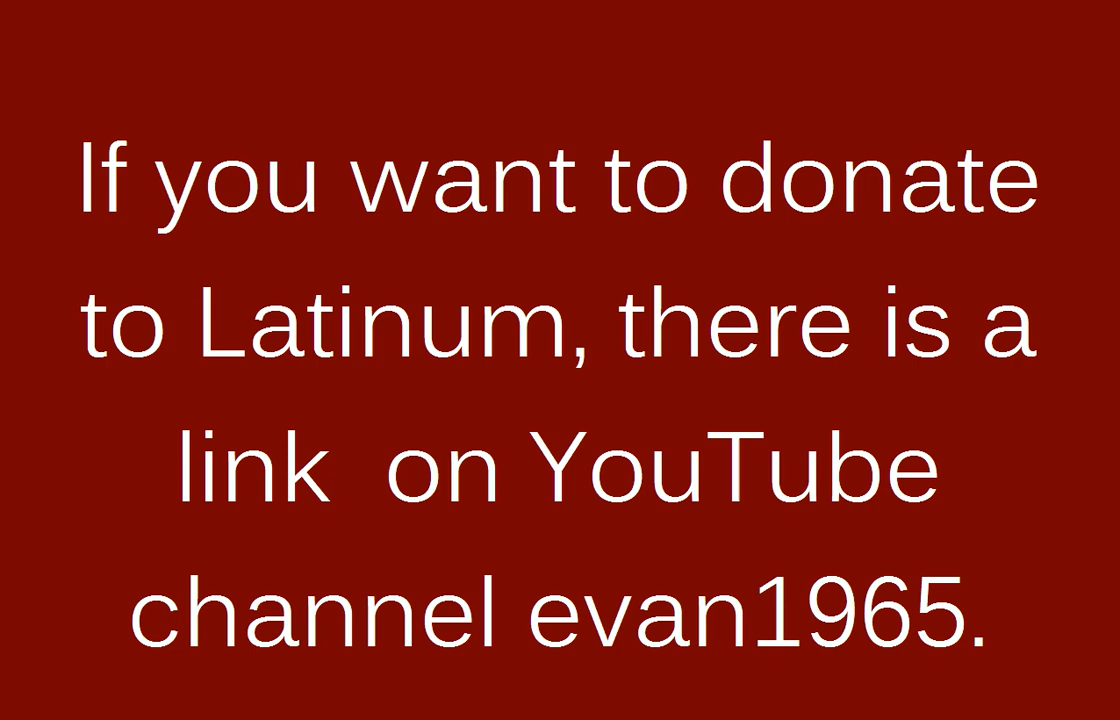 If you want to donate
to Latinum, there is a
link  on YouTube
channel evan1965.